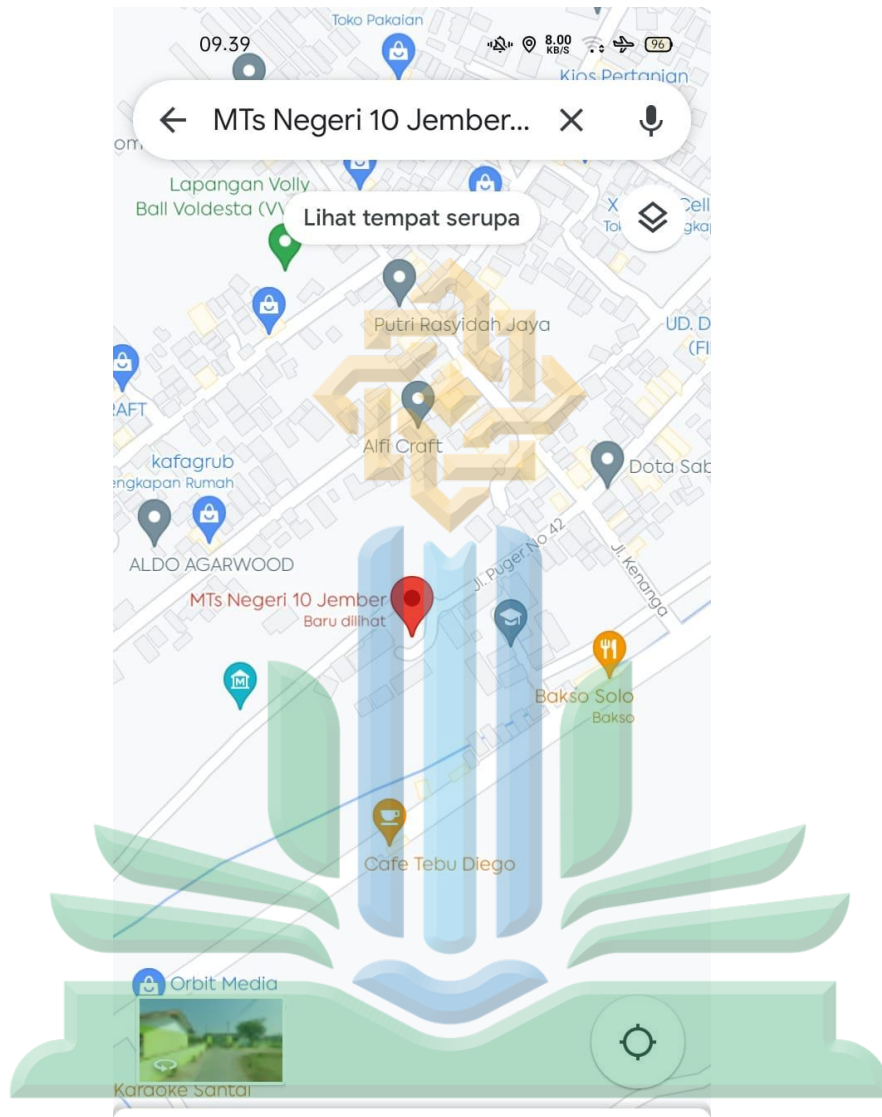 Toko Pakaian
09.39
8.00
KB/S
96
Kios Pertanian
MTs Negeri 10 Jember...
Lapangan Volly
Ball Voldesta (VV
Lihat tempat serupa
X
Cell
Putri Rasyidah Jaya
UD. D
(FI
Alfi Craft
kafagrub
engkapan Rumah
Dota Sab
ALDO AGARWOOD
Jl. Puger No 42
Jl. Kenanga
MTs Negeri 10 Jember
Baru dilihat
M
Bakso Solo
Bakso
Cafe Tebu Diego
Orbit Media
Karaoke Santai